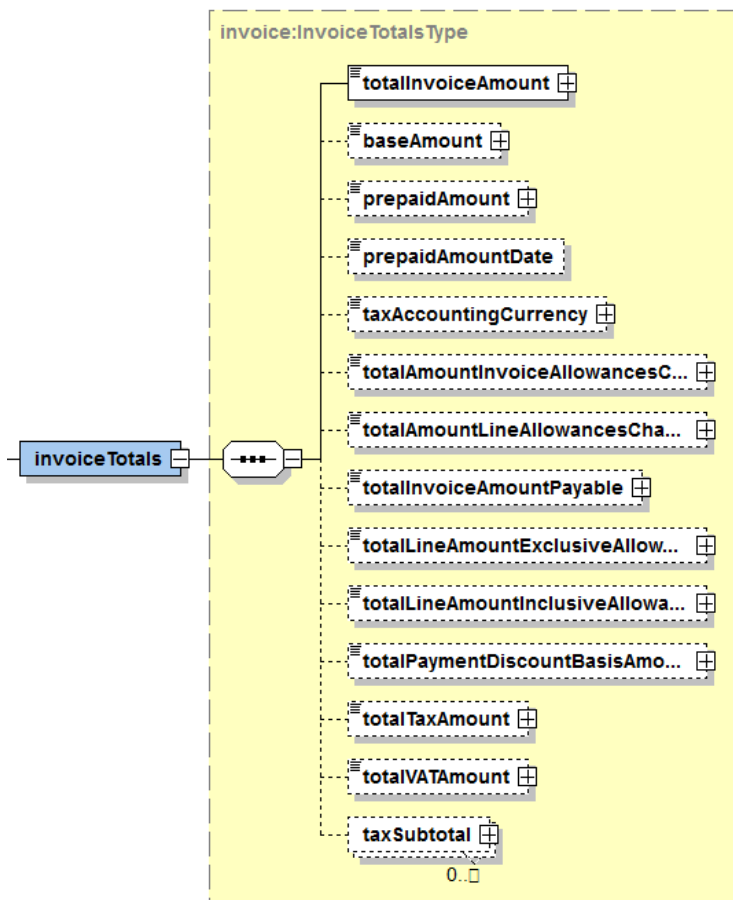 invoice:InvoiceTotalsType
totalInvoiceAmount
baseAmount
prepaidAmount
prepaidAmountDate
taxAccountingCurrency
totalAmountInvoiceAllowancesC...
totalAmountLineAllowancesCha...
invoiceTotals
totalInvoiceAmountPayable
totalLineAmountExclusiveAllow...
totalLineAmountInclusiveAllowa...
totalPaymentDiscountBasisAmo...
totalTaxAmount
totalVATAmount
taxSubtotal
0..▯